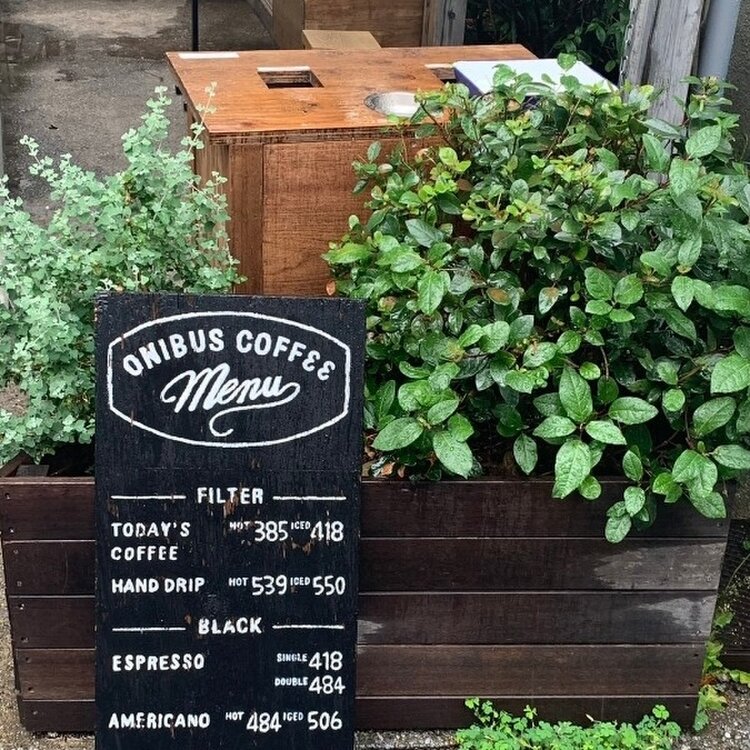 ONIBUS COFFEE
Menu
FILTER
TODAY'S COFFEE HOT 385 ICED 418
HAND DRIP HOT 539 ICED 550
BLACK
ESPRESSO SINGLE 418
DOUBLE 484
AMERICANO HOT 484 ICED 506